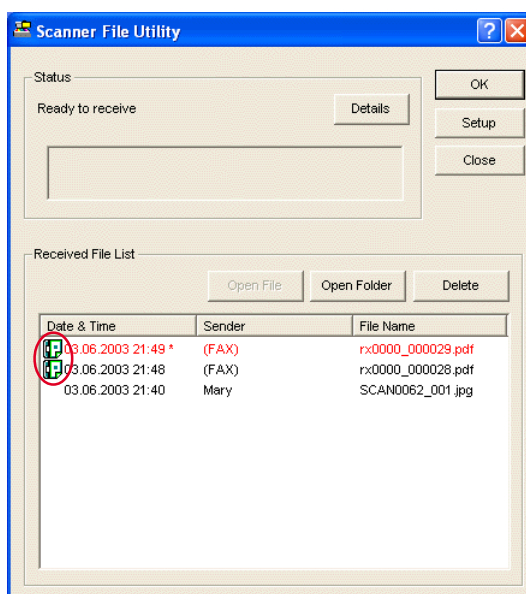 Scanner File Utility
Status
Ready to receive
Details
OK
Setup
Close
Received File List
Open File
Open Folder
Delete
Date & Time Sender File Name
03.06.2003 21:49 * (FAX) rx0000_000029.pdf
03.06.2003 21:48 (FAX) rx0000_000028.pdf
03.06.2003 21:40 Mary SCAN0062_001.jpg